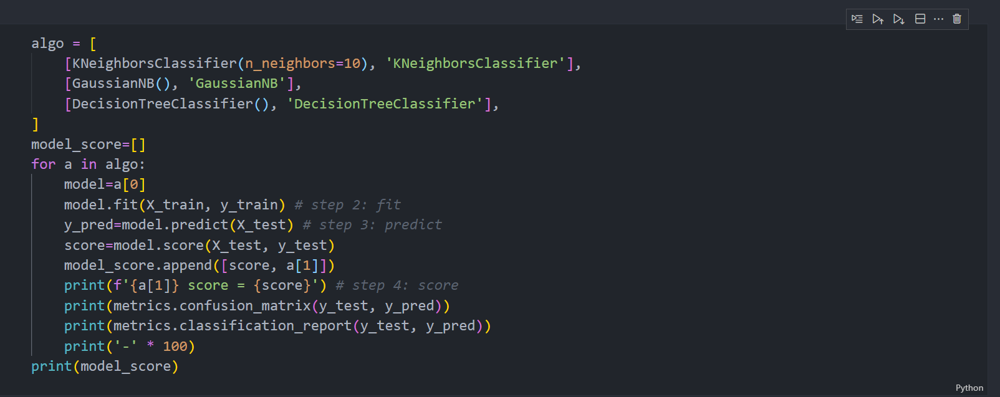 algo = [
    [KNeighborsClassifier(n_neighbors=10), 'KNeighborsClassifier'],
    [GaussianNB(), 'GaussianNB'],
    [DecisionTreeClassifier(), 'DecisionTreeClassifier'],
]
model_score=[]
for a in algo:
    model=a[0]
    model.fit(X_train, y_train) # step 2: fit
    y_pred=model.predict(X_test) # step 3: predict
    score=model.score(X_test, y_test)
    model_score.append([score, a[1]])
    print(f'{a[1]} score = {score}') # step 4: score
    print(metrics.confusion_matrix(y_test, y_pred))
    print(metrics.classification_report(y_test, y_pred))
    print('-' * 100)
print(model_score)
Python